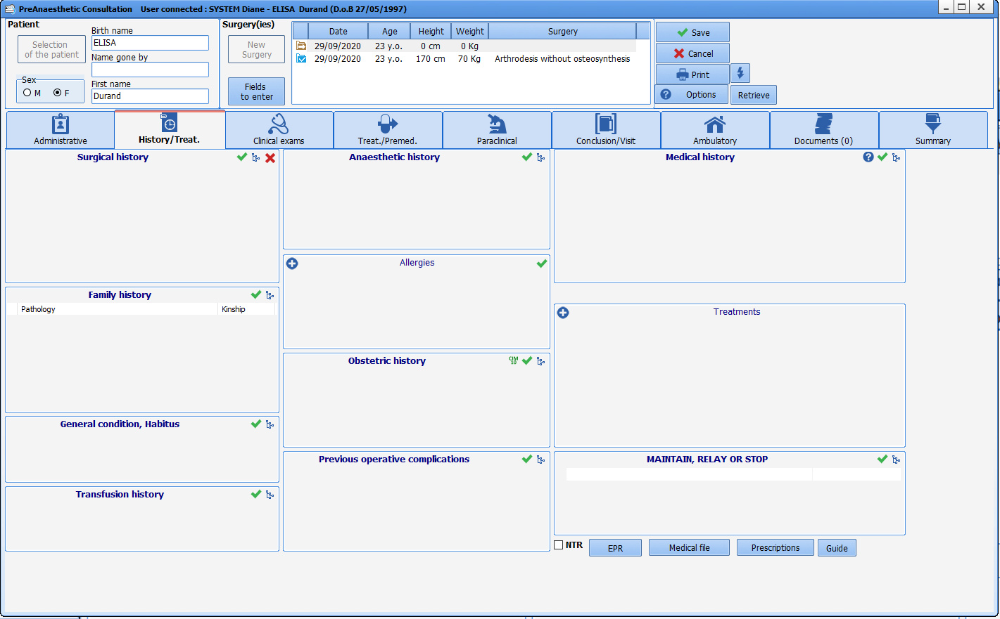 PreAnaesthetic Consultation    User connected : SYSTEM Diane - ELISA  Durand (D.o.B 27/05/1997)
Patient
Selection
of the patient
Birth name
ELISA
Name gone by
Sex
M
F
First name
Durand
Surgery(ies)
New
Surgery
Fields
to enter
Date Age Height Weight Surgery
29/09/2020 23 y.o. 0 cm 0 Kg
29/09/2020 23 y.o. 170 cm 70 Kg Arthrodesis without osteosynthesis
Save
Cancel
Print
Options
Retrieve
Administrative
History/Treat.
Clinical exams
Treat./Premed.
Paraclinical
Conclusion/Visit
Ambulatory
Documents (0)
Summary
Surgical history
Family history
Pathology Kinship
General condition, Habitus
Transfusion history
Anaesthetic history
Allergies
Obstetric history
CIM
10
Previous operative complications
Medical history
Treatments
MAINTAIN, RELAY OR STOP
NTR
EPR
Medical file
Prescriptions
Guide